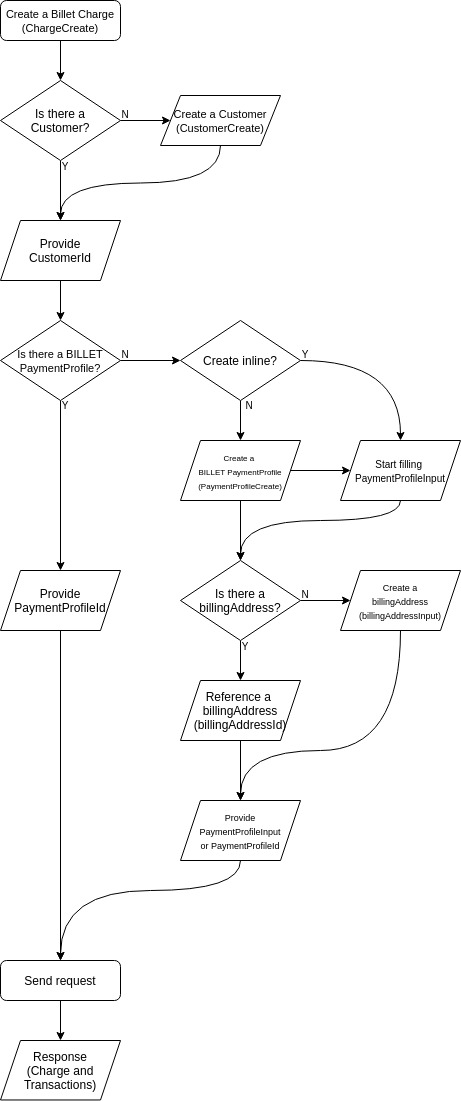 Create a Billet Charge
(ChargeCreate)
Is there a
Customer?
N
Create a Customer
(CustomerCreate)
Y
Provide
CustomerId
Is there a BILLET
PaymentProfile?
N
Create inline?
Y
Y
N
Create a
BILLET PaymentProfile
(PaymentProfileCreate)
Start filling
PaymentProfileInput
Provide
PaymentProfileId
Is there a
billingAddress?
N
Create a
billingAddress
(billingAddressInput)
Y
Reference a
billingAddress
(billingAddressId)
Provide
PaymentProfileInput
or PaymentProfileId
Send request
Response
(Charge and
Transactions)